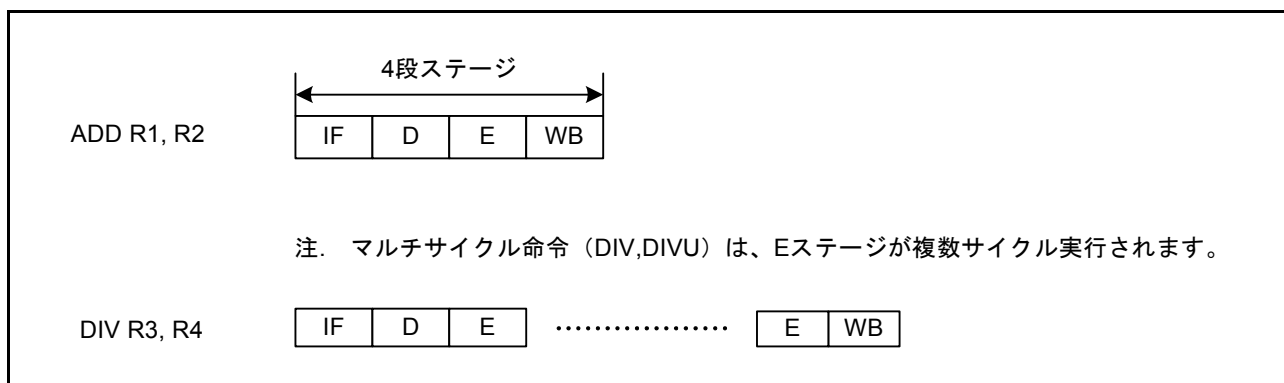 4段ステージ
ADD R1, R2 IF D E WB
注. マルチサイクル命令（DIV,DIVU）は、Eステージが複数サイクル実行されます。
DIV R3, R4 IF D E ・・・・・・・・・・・・・・・・・・ E WB